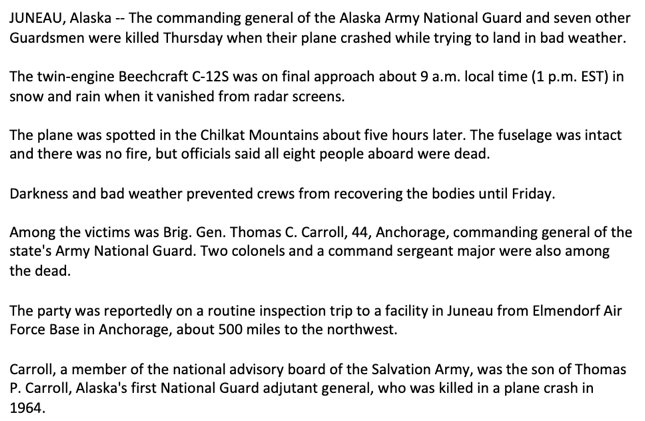 JUNEAU, Alaska -- The commanding general of the Alaska Army National Guard and seven other
Guardsmen were killed Thursday when their plane crashed while trying to land in bad weather.
The twin-engine Beechcraft C-12S was on final approach about 9 a.m. local time (1 p.m. EST) in
snow and rain when it vanished from radar screens.
The plane was spotted in the Chilkat Mountains about five hours later. The fuselage was intact
and there was no fire, but officials said all eight people aboard were dead.
Darkness and bad weather prevented crews from recovering the bodies until Friday.
Among the victims was Brig. Gen. Thomas C. Carroll, 44, Anchorage, commanding general of the
state's Army National Guard. Two colonels and a command sergeant major were also among
the dead.
The party was reportedly on a routine inspection trip to a facility in Juneau from Elmendorf Air
Force Base in Anchorage, about 500 miles to the northwest.
Carroll, a member of the national advisory board of the Salvation Army, was the son of Thomas
P. Carroll, Alaska's first National Guard adjutant general, who was killed in a plane crash in
1964.